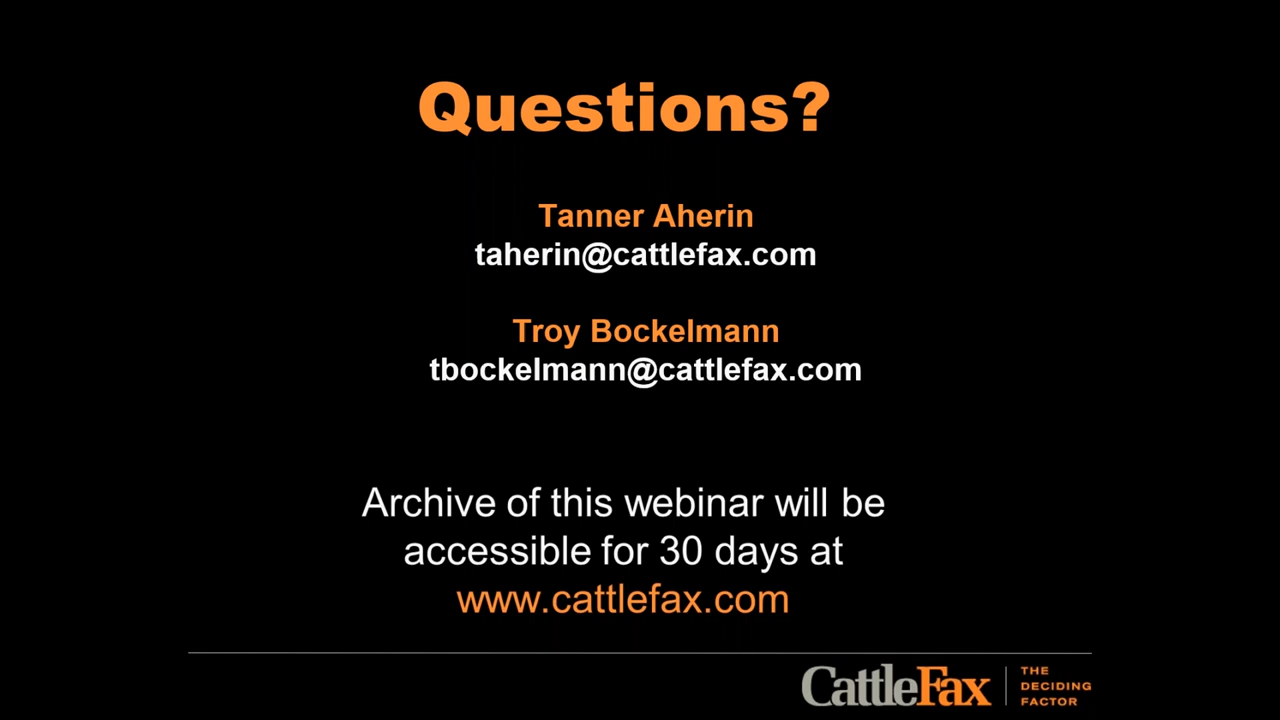 Questions?
Tanner Aherin
taherin@cattlefax.com
Troy Bockelmann
tbockelmann@cattlefax.com
Archive of this webinar will be
accessible for 30 days at
www.cattlefax.com
CattleFax
THE
DECIDING
FACTOR